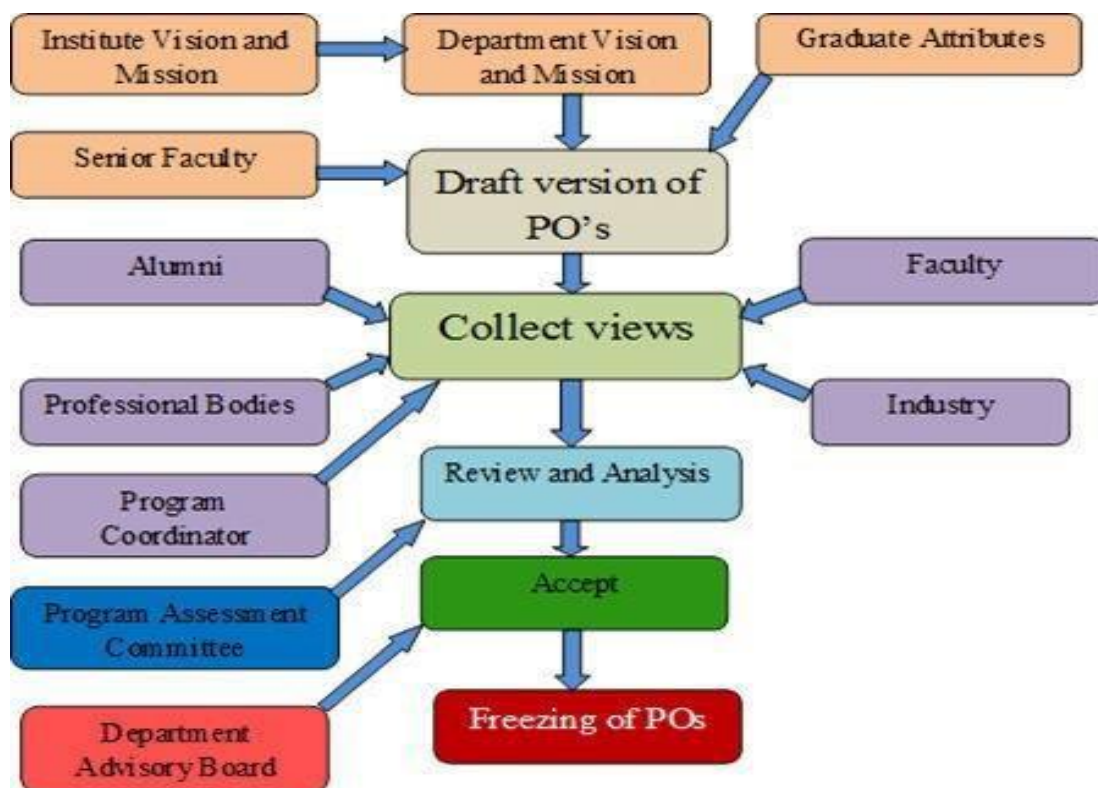 Institute Vision and
Mission
Department Vision
and Mission
Graduate Attributes
Senior Faculty
Draft version of
PO's
Alumni
Faculty
Collect views
Professional Bodies
Industry
Review and Analysis
Program
Coordinator
Accept
Program Assessment
Committee
Freezing of POs
Department
Advisory Board